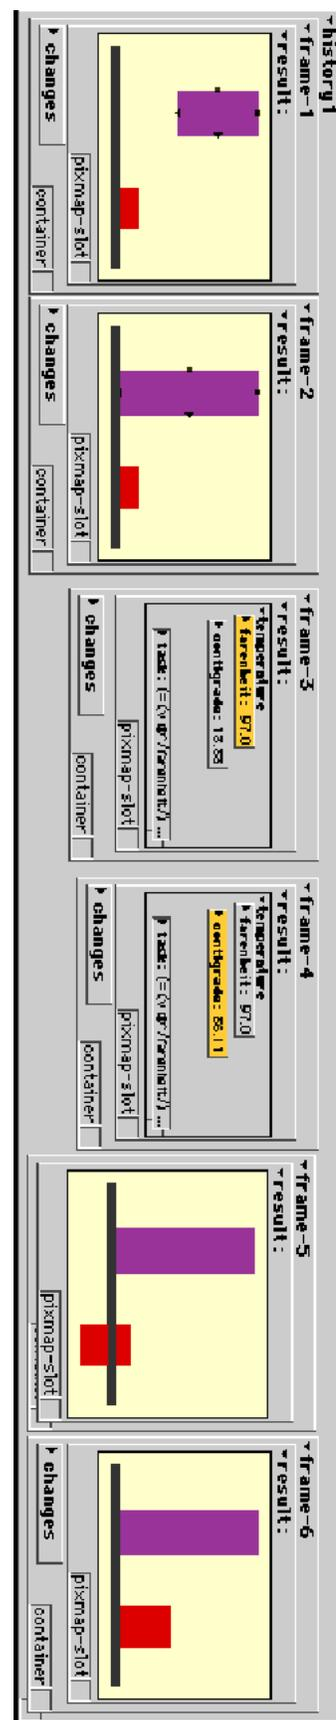 history1
frame-1
result:
pixmap-slot
changes
container
frame-2
result:
pixmap-slot
changes
container
frame-3
result:
temperature
farenheit: 97.0
centigrade: 13.88
pixmap-slot
changes
container
frame-4
result:
temperature
farenheit: 97.0
centigrade: 36.11
pixmap-slot
changes
container
frame-5
result:
pixmap-slot
frame-6
result:
pixmap-slot
changes
container